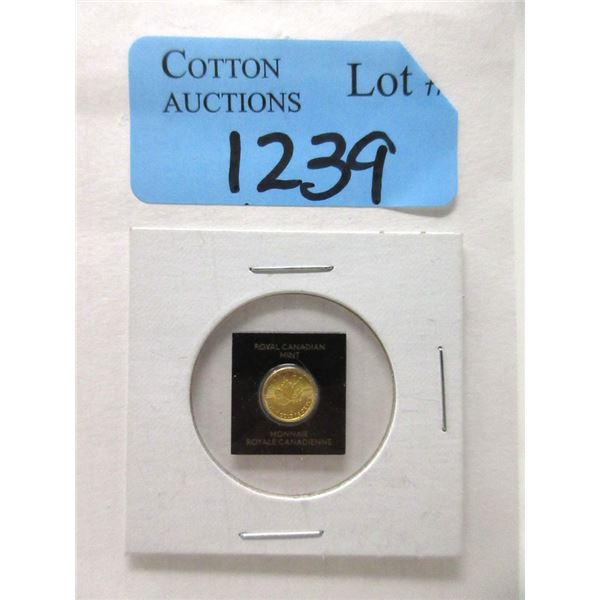 COTTON
AUCTIONS
Lot
1239
ROYAL CANADIAN
MINT
MONNAIE
ROYALE CANADIENNE